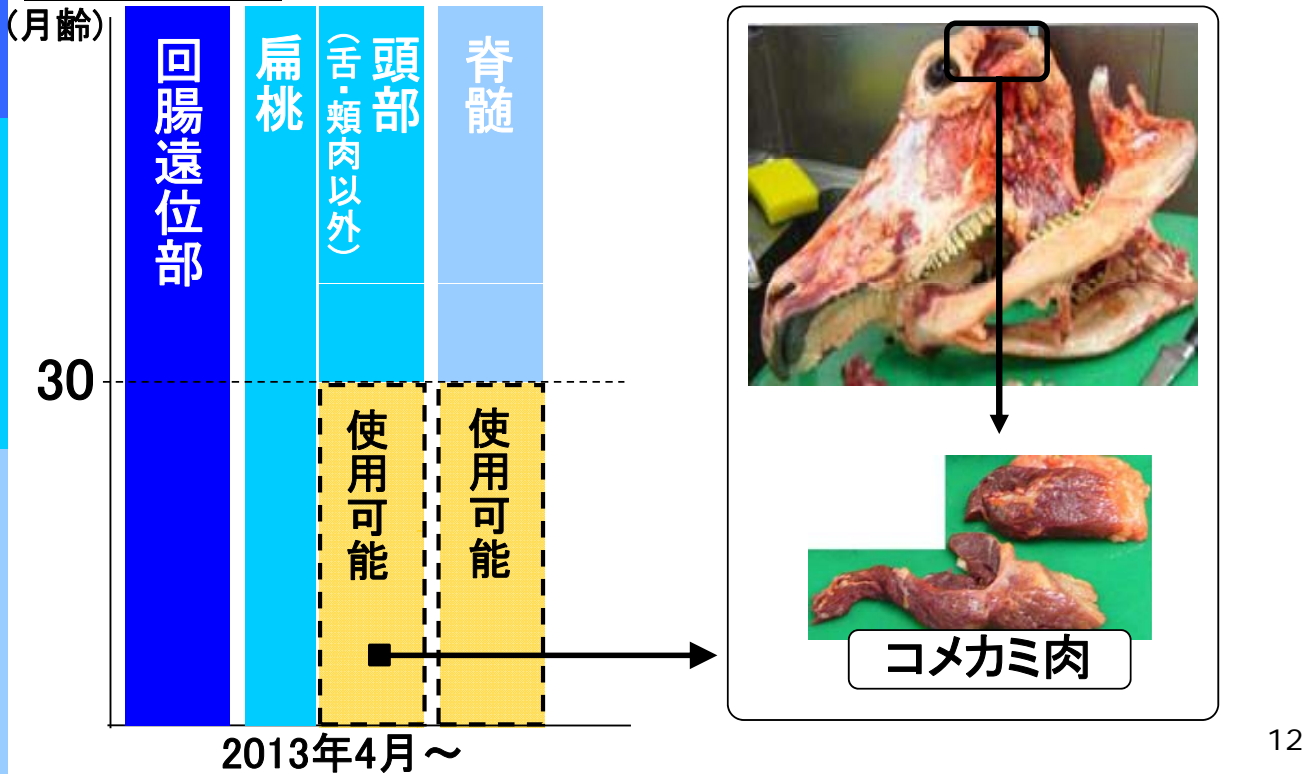 （月齢）
回腸遠位部
扁桃
頭部
（舌・頬肉以外）
脊髄
30
使用可能
使用可能
コメカミ肉
2013年4月～
12